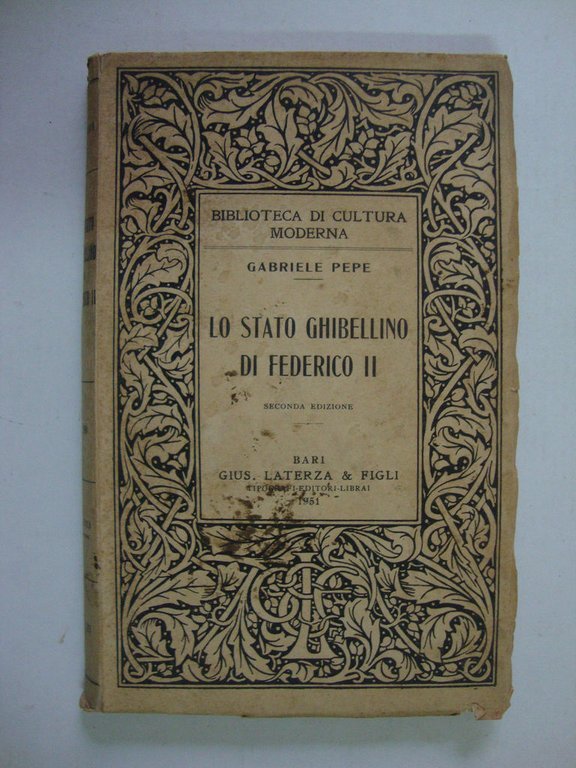 BIBLIOTECA DI CULTURA
MODERNA
GABRIELE PEPE
LO STATO GHIBELLINO
DI FEDERICO II
SECONDA EDIZIONE
BARI
GIUS. LATERZA & FIGLI
TIPOGRAFI-EDITORI-LIBRAI
1951